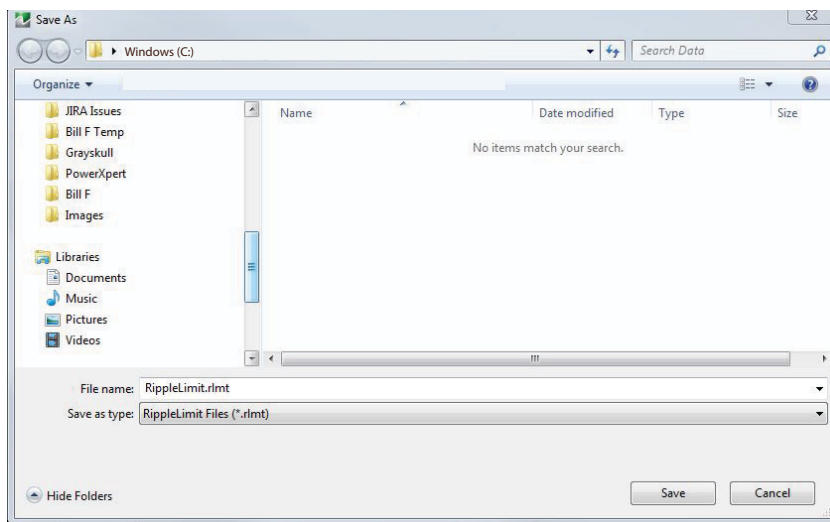 Save As
Windows (C:)
Search Data
Organize
Name Date modified Type Size
No items match your search.
JIRA Issues
Bill F Temp
Grayskull
PowerXpert
Bill F
Images
Libraries
Documents
Music
Pictures
Videos
File name: RippleLimit.rlmt
Save as type: RippleLimit Files (*.rlmt)
Hide Folders
Save Cancel